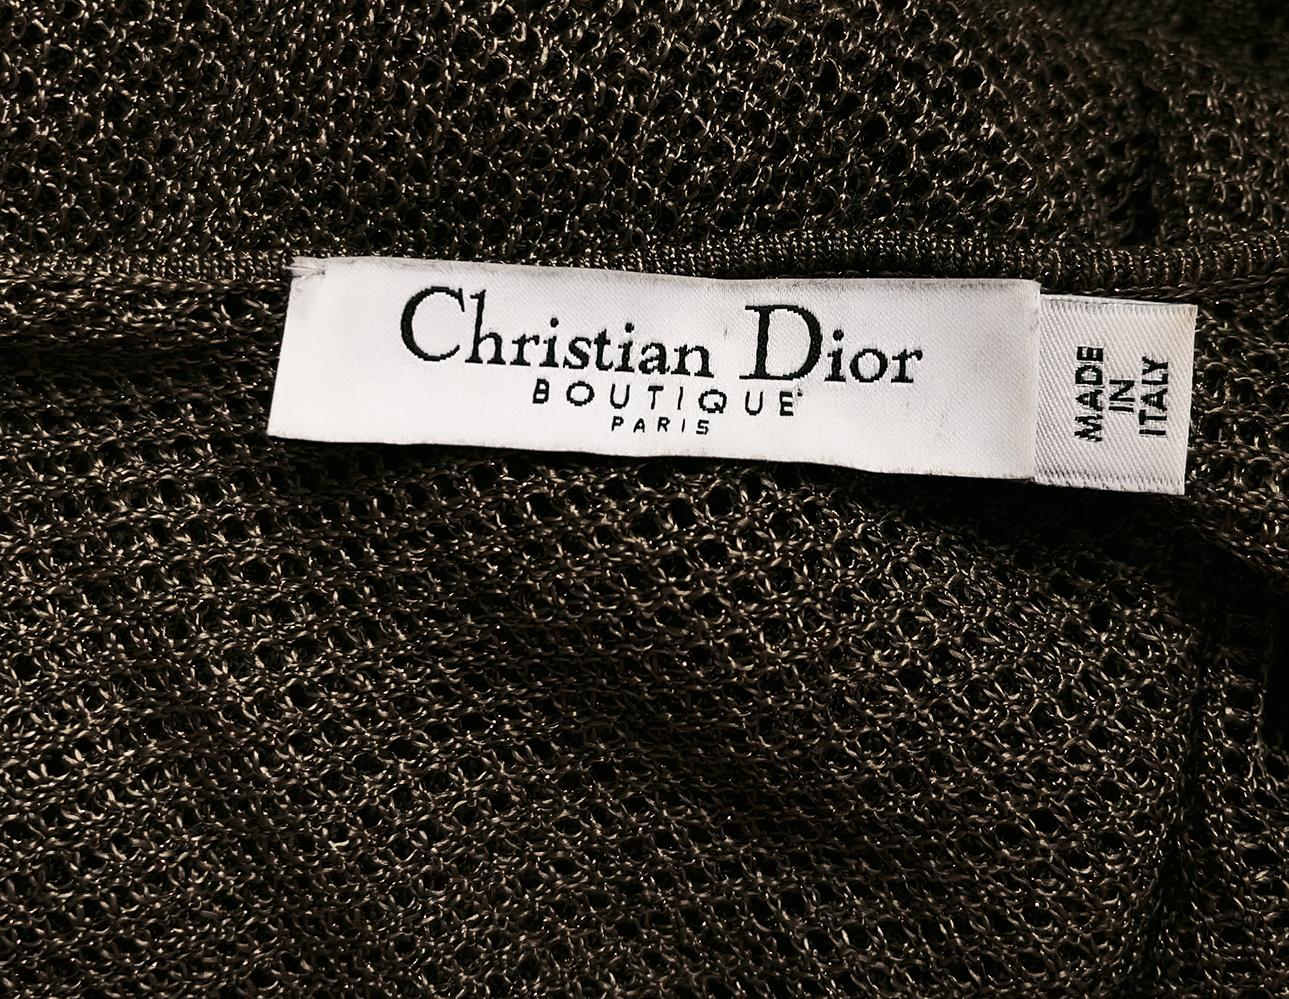 Christian Dior
BOUTIQUE
PARIS
MADE
IN
ITALY